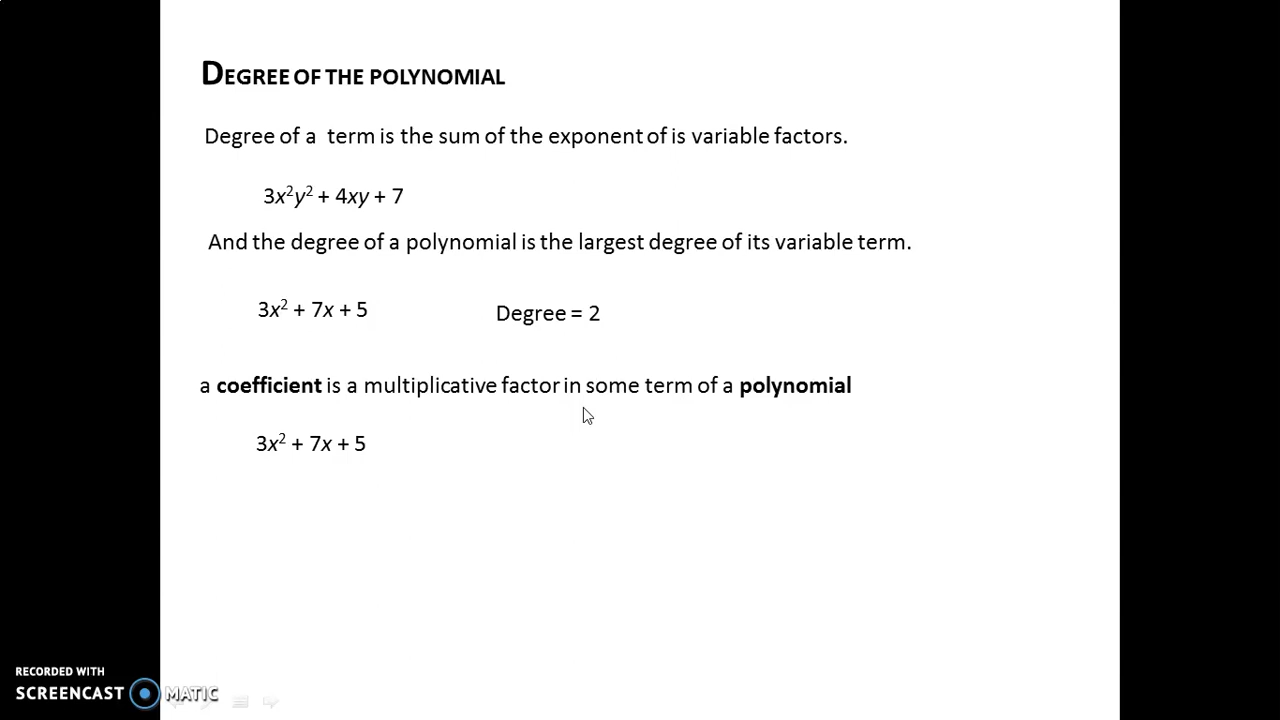 DEGREE OF THE POLYNOMIAL
Degree of a term is the sum of the exponent of is variable factors.
3x²y² + 4xy + 7
And the degree of a polynomial is the largest degree of its variable term.
3x² + 7x + 5 Degree = 2
a coefficient is a multiplicative factor in some term of a polynomial
3x² + 7x + 5
RECORDED WITH
SCREENCAST MATIC